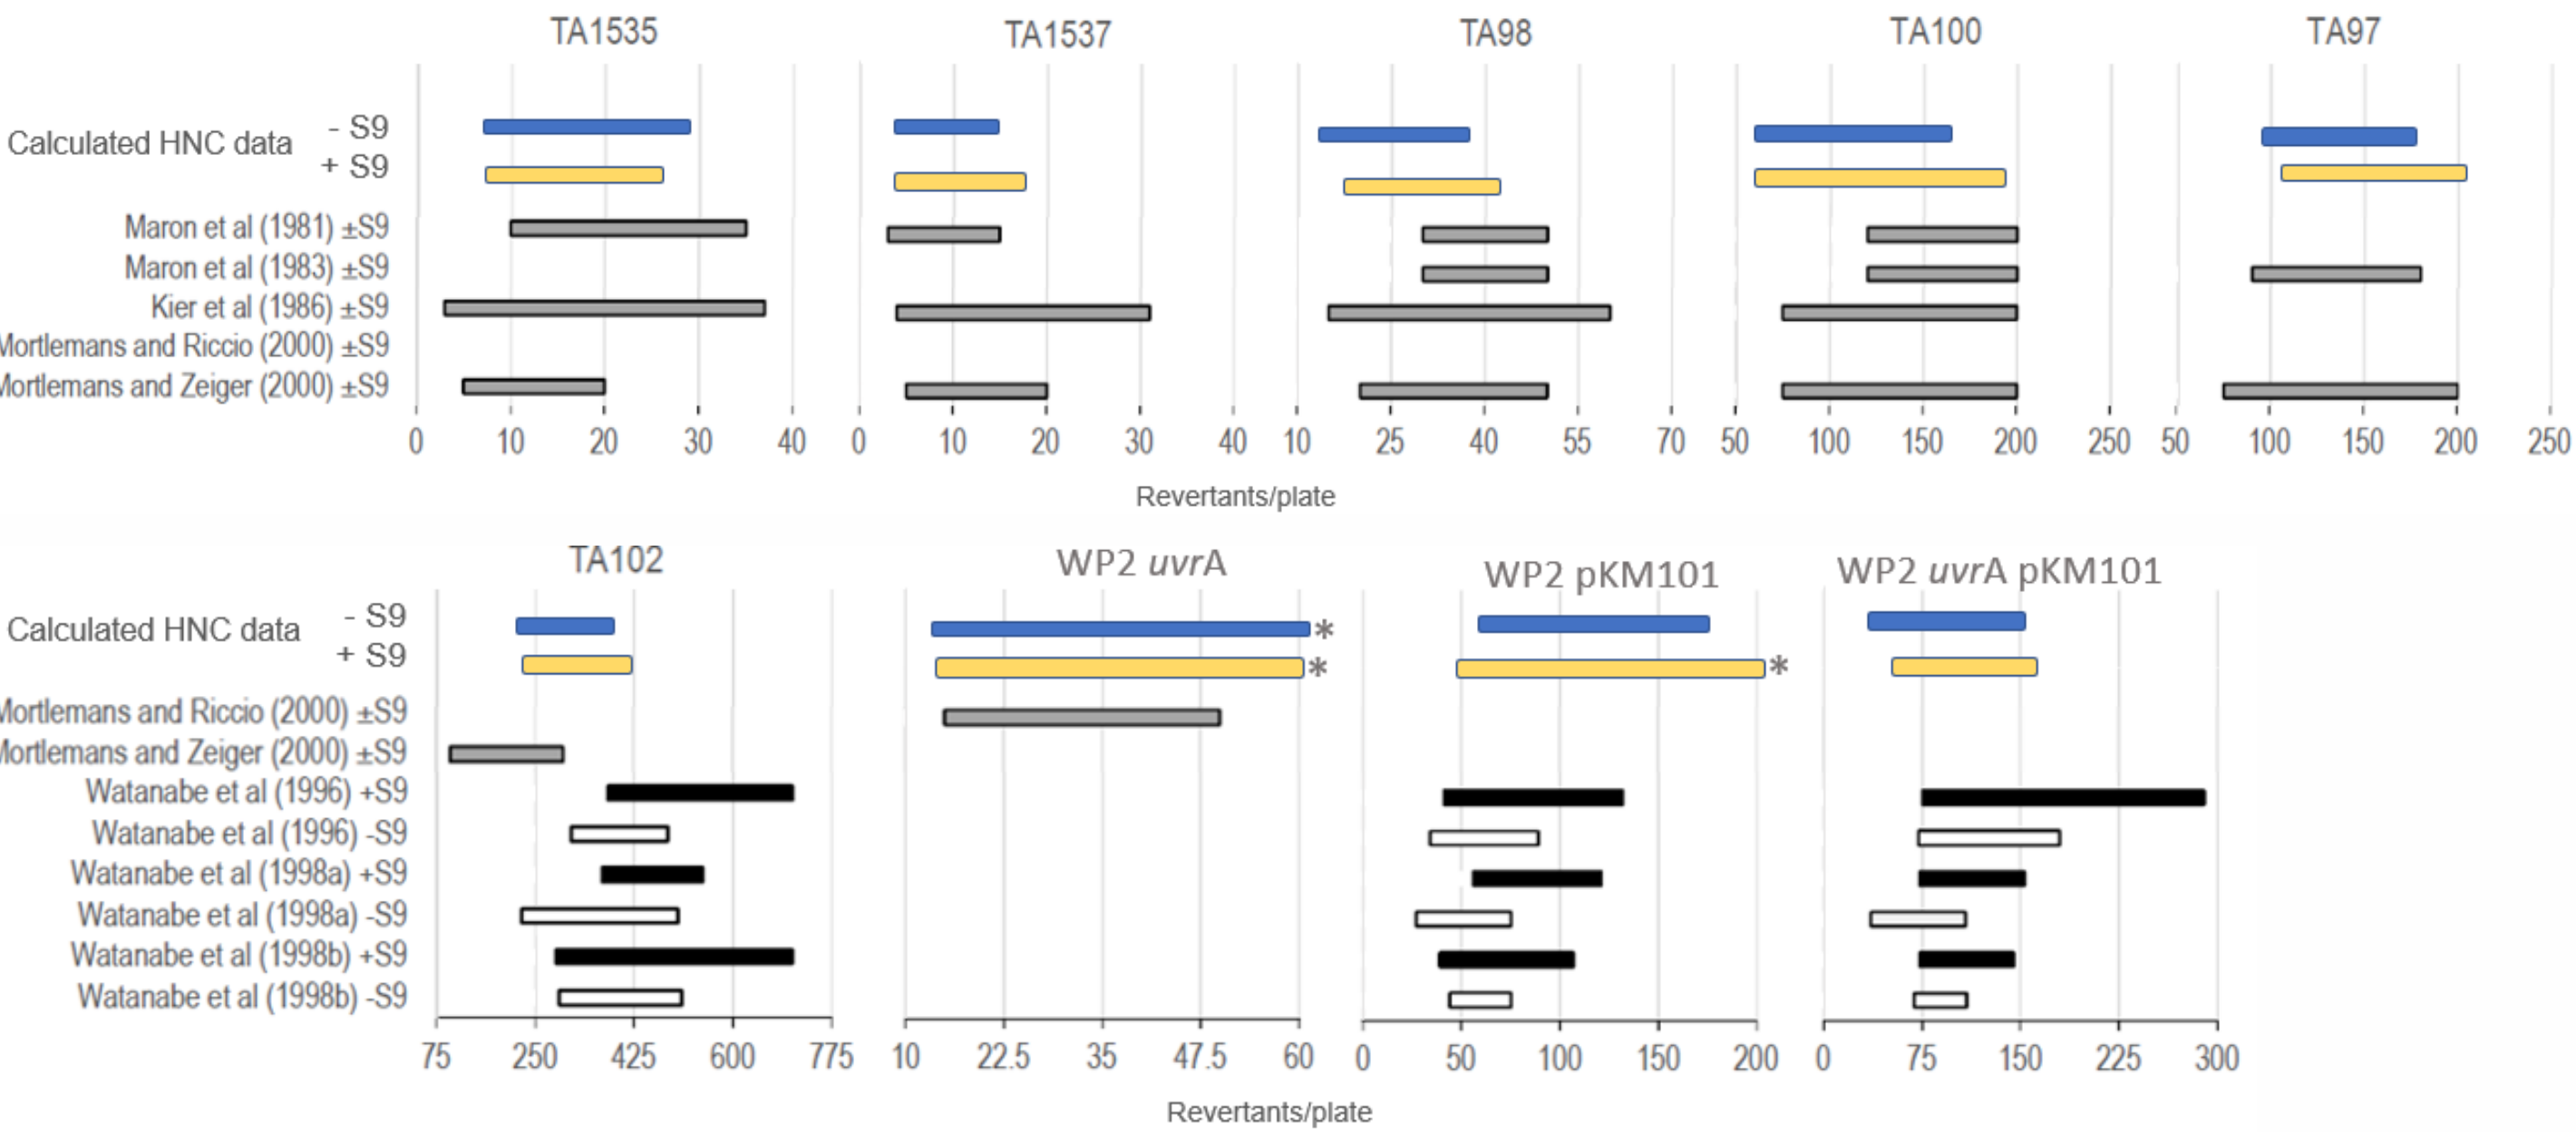 TA1535 TA1537 TA98 TA100 TA97
Calculated HNC data - S9
+ S9
Maron et al (1981) ±S9
Maron et al (1983) ±S9
Kier et al (1986) ±S9
Mortlemans and Riccio (2000) ±S9
Mortlemans and Zeiger (2000) ±S9
0 10 20 30 40 0 10 20 30 40 10 25 40 55 70 50 100 150 200 250 50 100 150 200 250
Revertants/plate
TA102 WP2 uvrA WP2 pKM101 WP2 uvrA pKM101
Calculated HNC data - S9
+ S9
*
*
*
Mortlemans and Riccio (2000) ±S9
Mortlemans and Zeiger (2000) ±S9
Watanabe et al (1996) +S9
Watanabe et al (1996) -S9
Watanabe et al (1998a) +S9
Watanabe et al (1998a) -S9
Watanabe et al (1998b) +S9
Watanabe et al (1998b) -S9
75 250 425 600 775 10 22.5 35 47.5 60 0 50 100 150 200 0 75 150 225 300
Revertants/plate